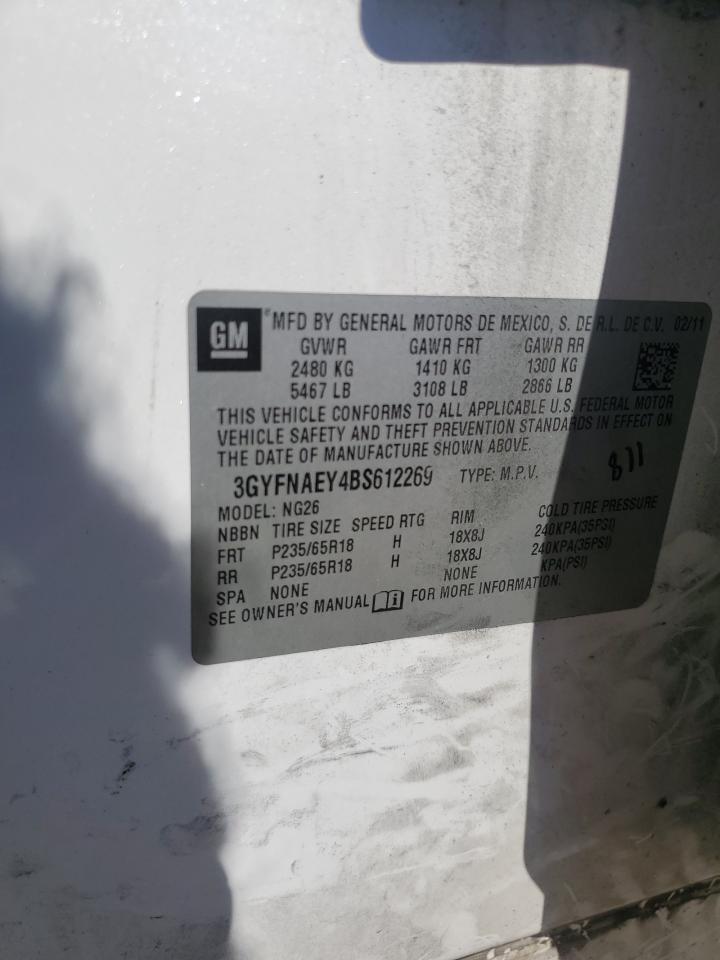 GM ®MFD BY GENERAL MOTORS DE MEXICO, S. DE R.L. DE C.V. 02/11
GVWR GAWR FRT GAWR RR
2480 KG 1410 KG 1300 KG
5467 LB 3108 LB 2866 LB
THIS VEHICLE CONFORMS TO ALL APPLICABLE U.S. FEDERAL MOTOR
VEHICLE SAFETY AND THEFT PREVENTION STANDARDS IN EFFECT ON
THE DATE OF MANUFACTURE SHOWN ABOVE.
3GYFNAEY4BS612269 TYPE: M.P.V. 811
MODEL: NG26
NBBN TIRE SIZE SPEED RTG RIM COLD TIRE PRESSURE
FRT P235/65R18 H 18X8J 240KPA(35PSI)
RR P235/65R18 H 18X8J 240KPA(35PSI)
SPA NONE NONE KPA(PSI)
SEE OWNER'S MANUAL i FOR MORE INFORMATION.